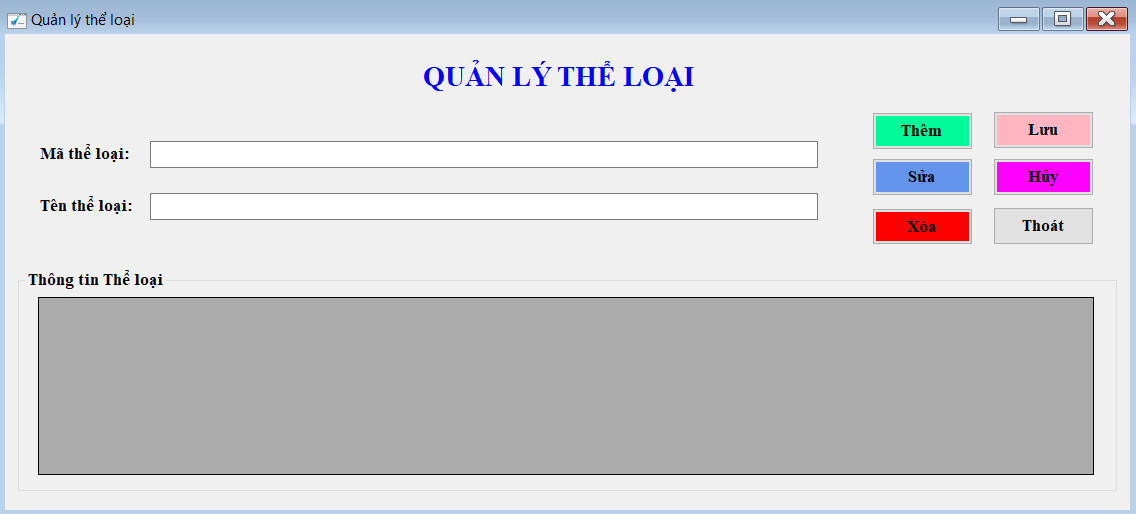 Quản lý thể loại
QUẢN LÝ THỂ LOẠI
Mã thể loại:
Tên thể loại:
Thêm
Lưu
Sửa
Hủy
Xóa
Thoát
Thông tin Thể loại